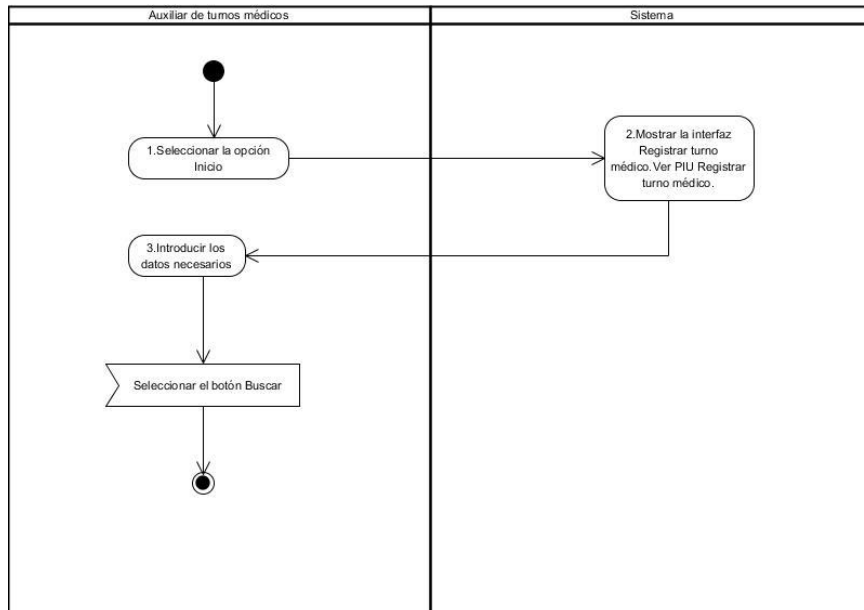 Auxiliar de turnos médicos
Sistema
1.Seleccionar la opción
Inicio
2.Mostrar la interfaz
Registrar turno
médico.Ver PIU Registrar
turno médico.
3.Introducir los
datos necesarios
Seleccionar el botón Buscar